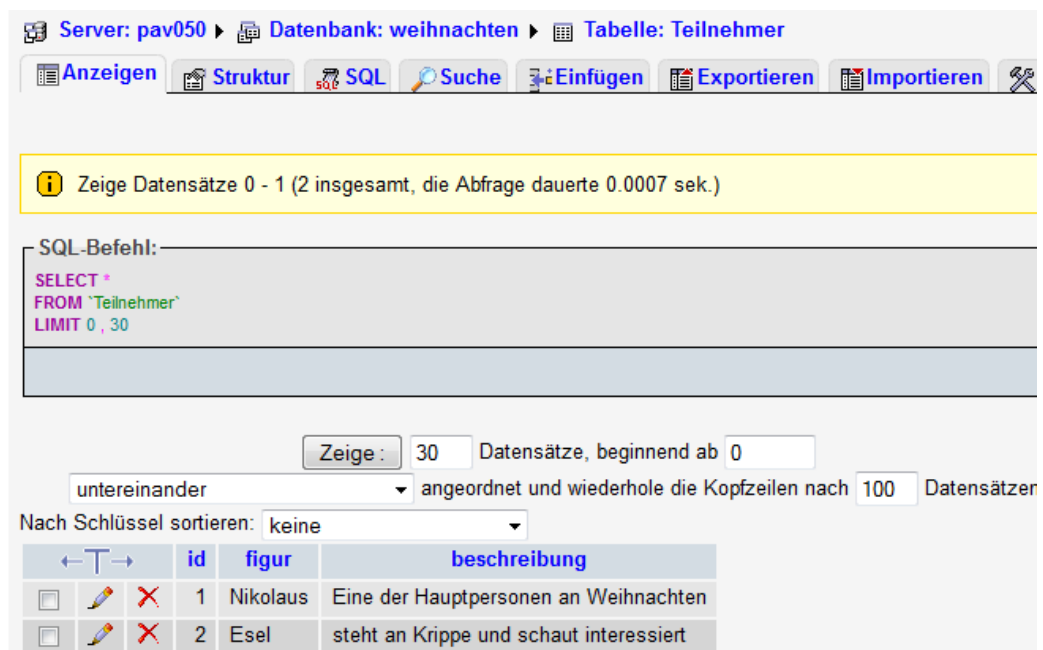 Server: pav050 Datenbank: weihnachten Tabelle: Teilnehmer
Anzeigen Struktur SQL Suche Einfügen Exportieren Importieren
Zeige Datensätze 0 - 1 (2 insgesamt, die Abfrage dauerte 0.0007 sek.)
SQL-Befehl:
SELECT *
FROM `Teilnehmer`
LIMIT 0 , 30
Zeige : 30 Datensätze, beginnend ab 0
untereinander angeordnet und wiederhole die Kopfzeilen nach 100 Datensätzen
Nach Schlüssel sortieren: keine
←T→ id figur beschreibung
1 Nikolaus Eine der Hauptpersonen an Weihnachten
2 Esel steht an Krippe und schaut interessiert